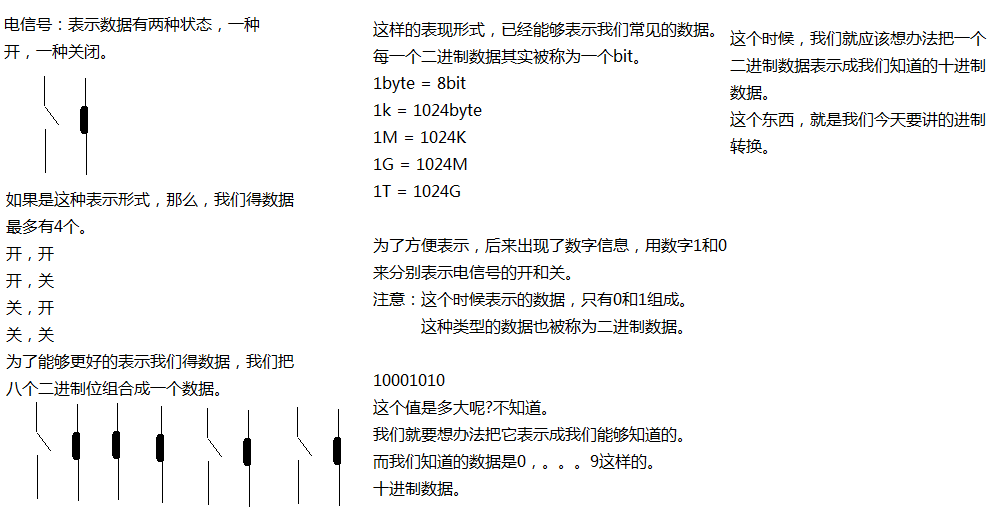 电信号：表示数据有两种状态，一种
开，一种关闭。
如果是这种表示形式，那么，我们得数据
最多有4个。
开，开
开，关
关，开
关，关
为了能够更好的表示我们得数据，我们把
八个二进制位组合成一个数据。
这样的表现形式，已经能够表示我们常见的数据。
每一个二进制数据其实被称为一个bit。
1byte = 8bit
1k = 1024byte
1M = 1024K
1G = 1024M
1T = 1024G
为了方便表示，后来出现了数字信息，用数字1和0
来分别表示电信号的开和关。
注意：这个时候表示的数据，只有0和1组成。
这种类型的数据也被称为二进制数据。
10001010
这个值是多大呢?不知道。
我们就要想办法把它表示成我们能够知道的。
而我们知道的数据是0，。。。9这样的。
十进制数据。
这个时候，我们就应该想办法把一个
二进制数据表示成我们知道的十进制
数据。
这个东西，就是我们今天要讲的进制
转换。